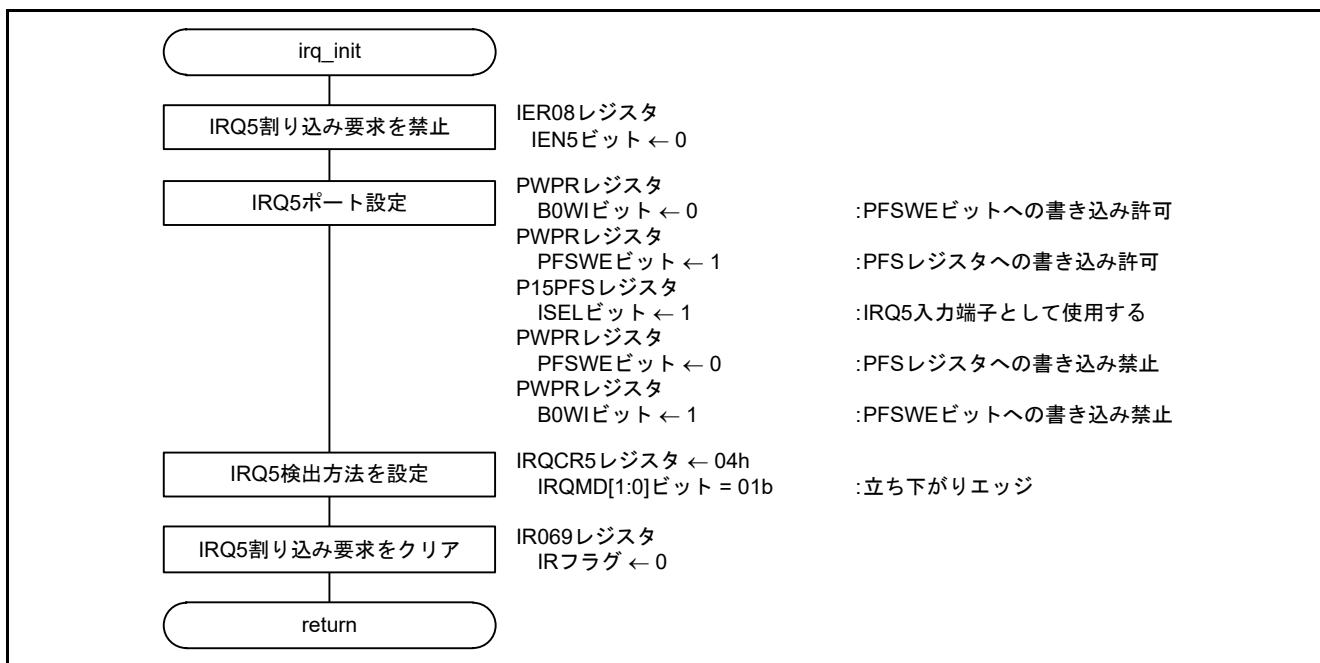 irq_init
IRQ5割り込み要求を禁止
IER08レジスタ
IEN5ビット ← 0
IRQ5ポート設定
PWPRレジスタ
B0WIビット ← 0 :PFSWEビットへの書き込み許可
PWPRレジスタ
PFSWEビット ← 1 :PFSレジスタへの書き込み許可
P15PFSレジスタ
ISELビット ← 1 :IRQ5入力端子として使用する
PWPRレジスタ
PFSWEビット ← 0 :PFSレジスタへの書き込み禁止
PWPRレジスタ
B0WIビット ← 1 :PFSWEビットへの書き込み禁止
IRQ5検出方法を設定
IRQCR5レジスタ ← 04h
IRQMD[1:0]ビット = 01b :立ち下がりエッジ
IRQ5割り込み要求をクリア
IR069レジスタ
IRフラグ ← 0
return